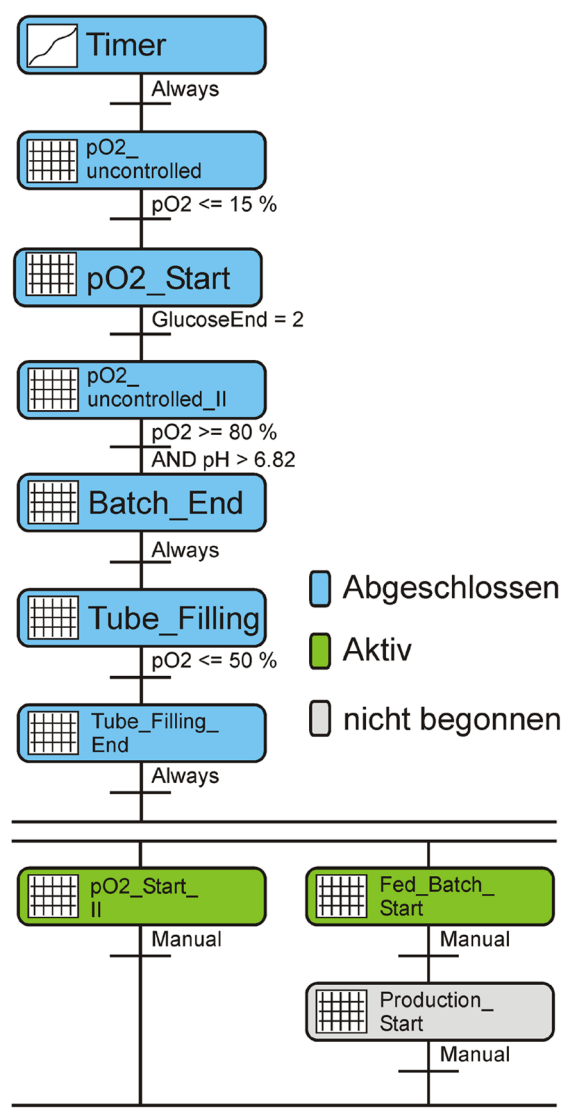 Timer
Always
pO2_
uncontrolled
pO2 <= 15 %
pO2_Start
GlucoseEnd = 2
pO2_
uncontrolled_II
pO2 >= 80 %
AND pH > 6.82
Batch_End
Always
Abgeschlossen
Tube_Filling
Aktiv
pO2 <= 50 %
nicht begonnen
Tube_Filling_
End
Always
pO2_Start_
II
Manual
Fed_Batch_
Start
Manual
Production_
Start
Manual